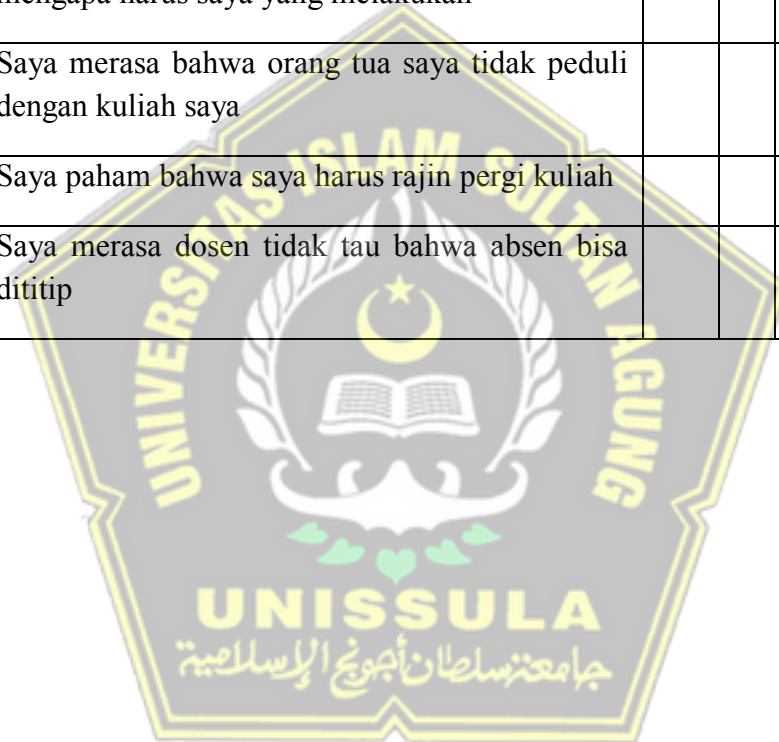 mengapa harus saya yang melakukan
Saya merasa bahwa orang tua saya tidak peduli
dengan kuliah saya
Saya paham bahwa saya harus rajin pergi kuliah
Saya merasa dosen tidak tau bahwa absen bisa
dititip
UNIVERSITAS ISLAM SULTAN AGUNG
UNISSULA
جامعتنسلطان أجونج الإسلامية